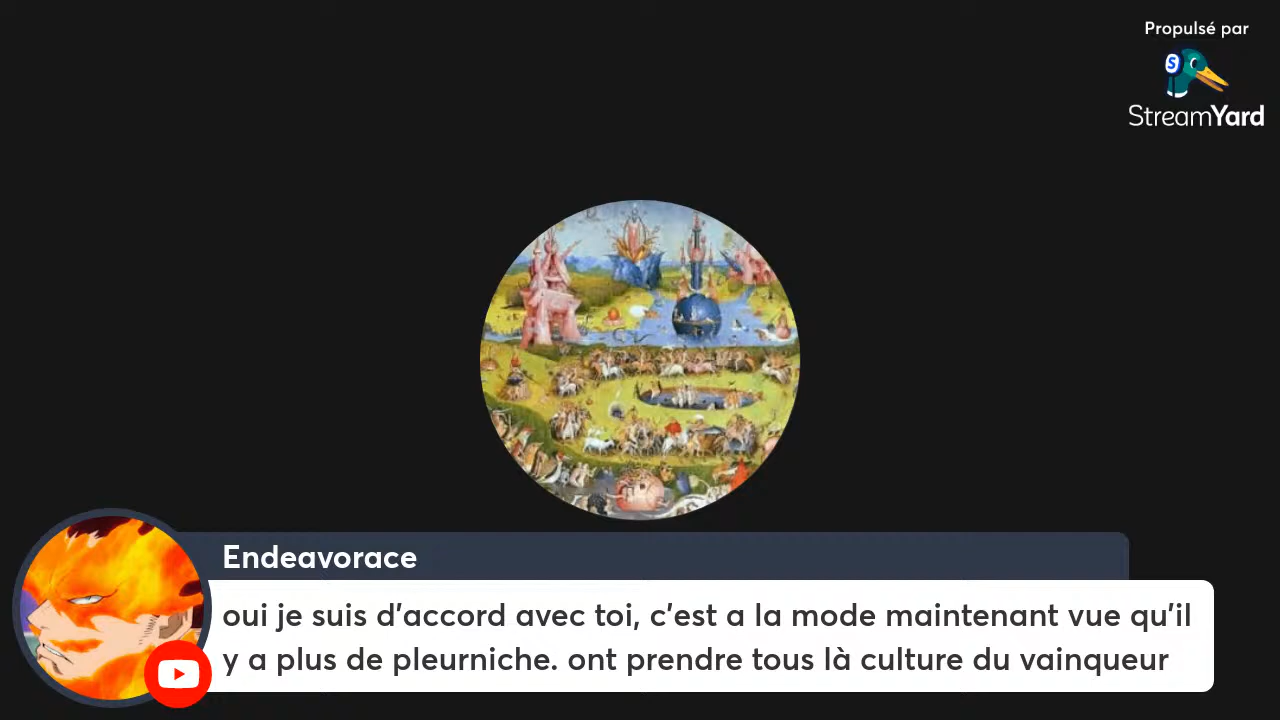 Propulsé par
S
StreamYard
Endeavorace
oui je suis d'accord avec toi, c'est a la mode maintenant vue qu'il
y a plus de pleurniche. ont prendre tous là culture du vainqueur